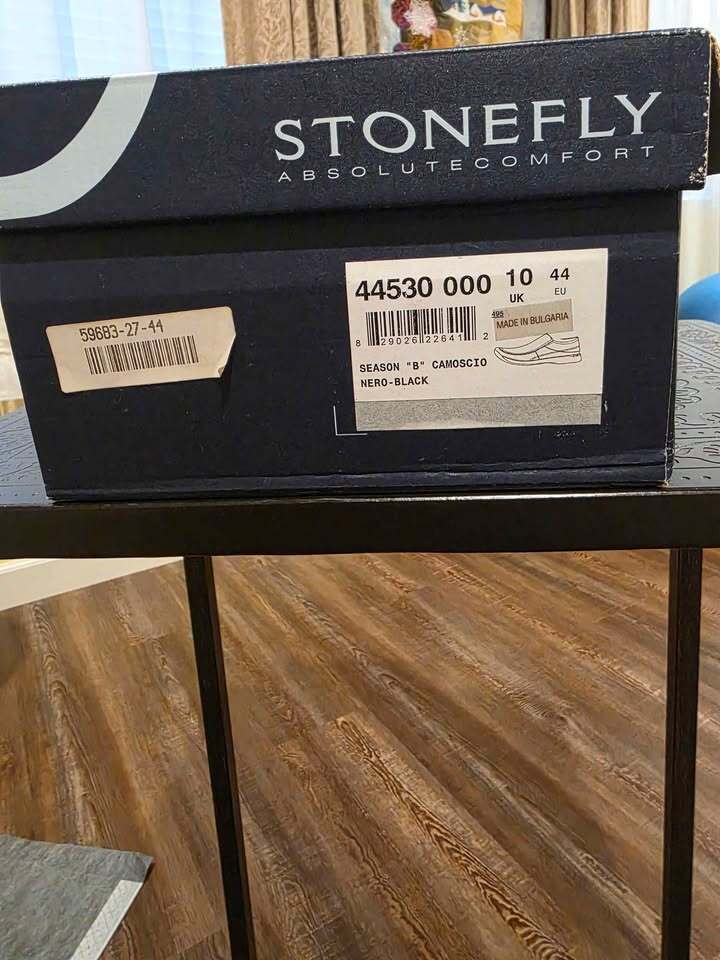 STONEFLY
ABSOLUTECOMFORT
59683-27-44
44530 000 10 44
UK EU
495
MADE IN BULGARIA
8 29026 22641 2
SEASON "B" CAMOSCIO
NERO-BLACK